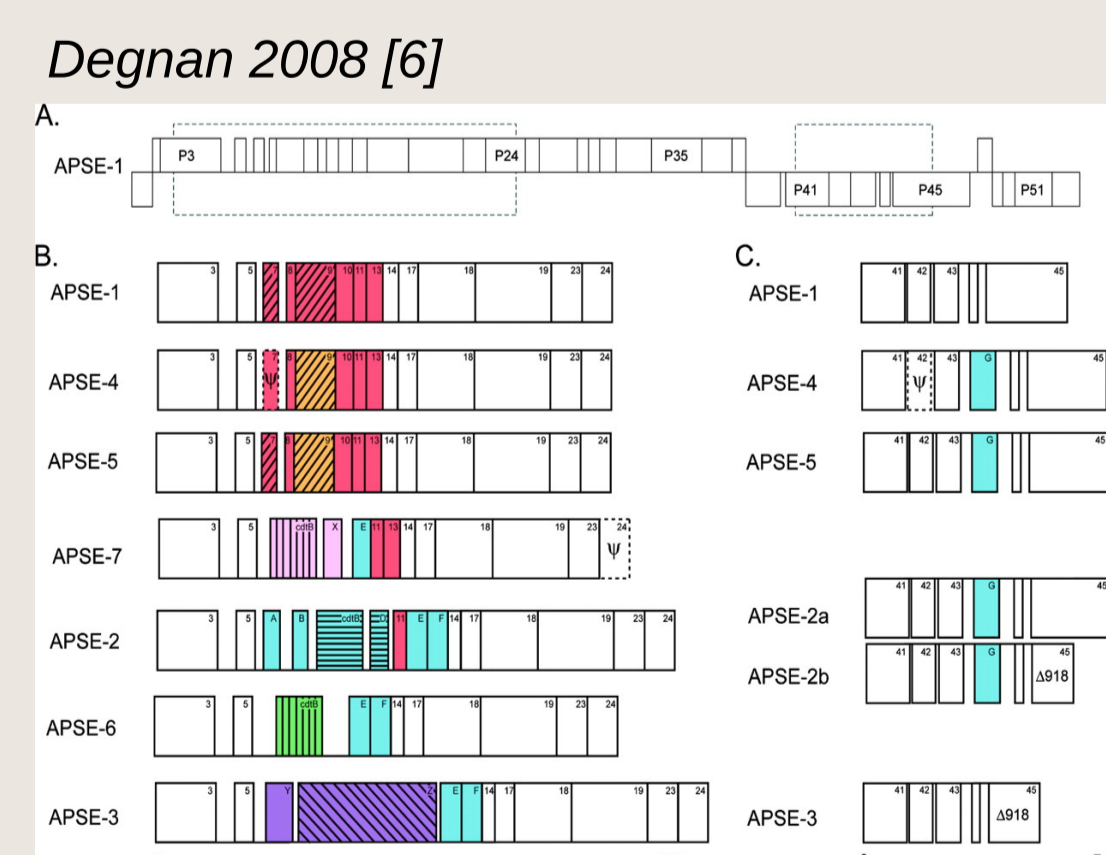 Degnan 2008 [6]
A.
APSE-1 P3 P24 P35 P41 P45 P51
B.
APSE-1 3 5 7 8 9 10 11 13 14 17 18 19 23 24
APSE-4 3 5 7 ψ 8 9 10 11 13 14 17 18 19 23 24
APSE-5 3 5 7 8 9 10 11 13 14 17 18 19 23 24
APSE-7 3 5 cdtB X E 11 13 14 17 18 19 23 24 ψ
APSE-2 3 5 A B cdtB D 11 E F 14 17 18 19 23 24
APSE-6 3 5 cdtB E F 14 17 18 19 23 24
APSE-3 3 5 Y Z E F 14 17 18 19 23 24
C.
APSE-1 41 42 43 45
APSE-4 41 42 ψ 43 G 45
APSE-5 41 42 43 G 45
APSE-2a 41 42 43 G 45
APSE-2b 41 42 43 G 45 Δ918
APSE-3 41 42 43 45 Δ918